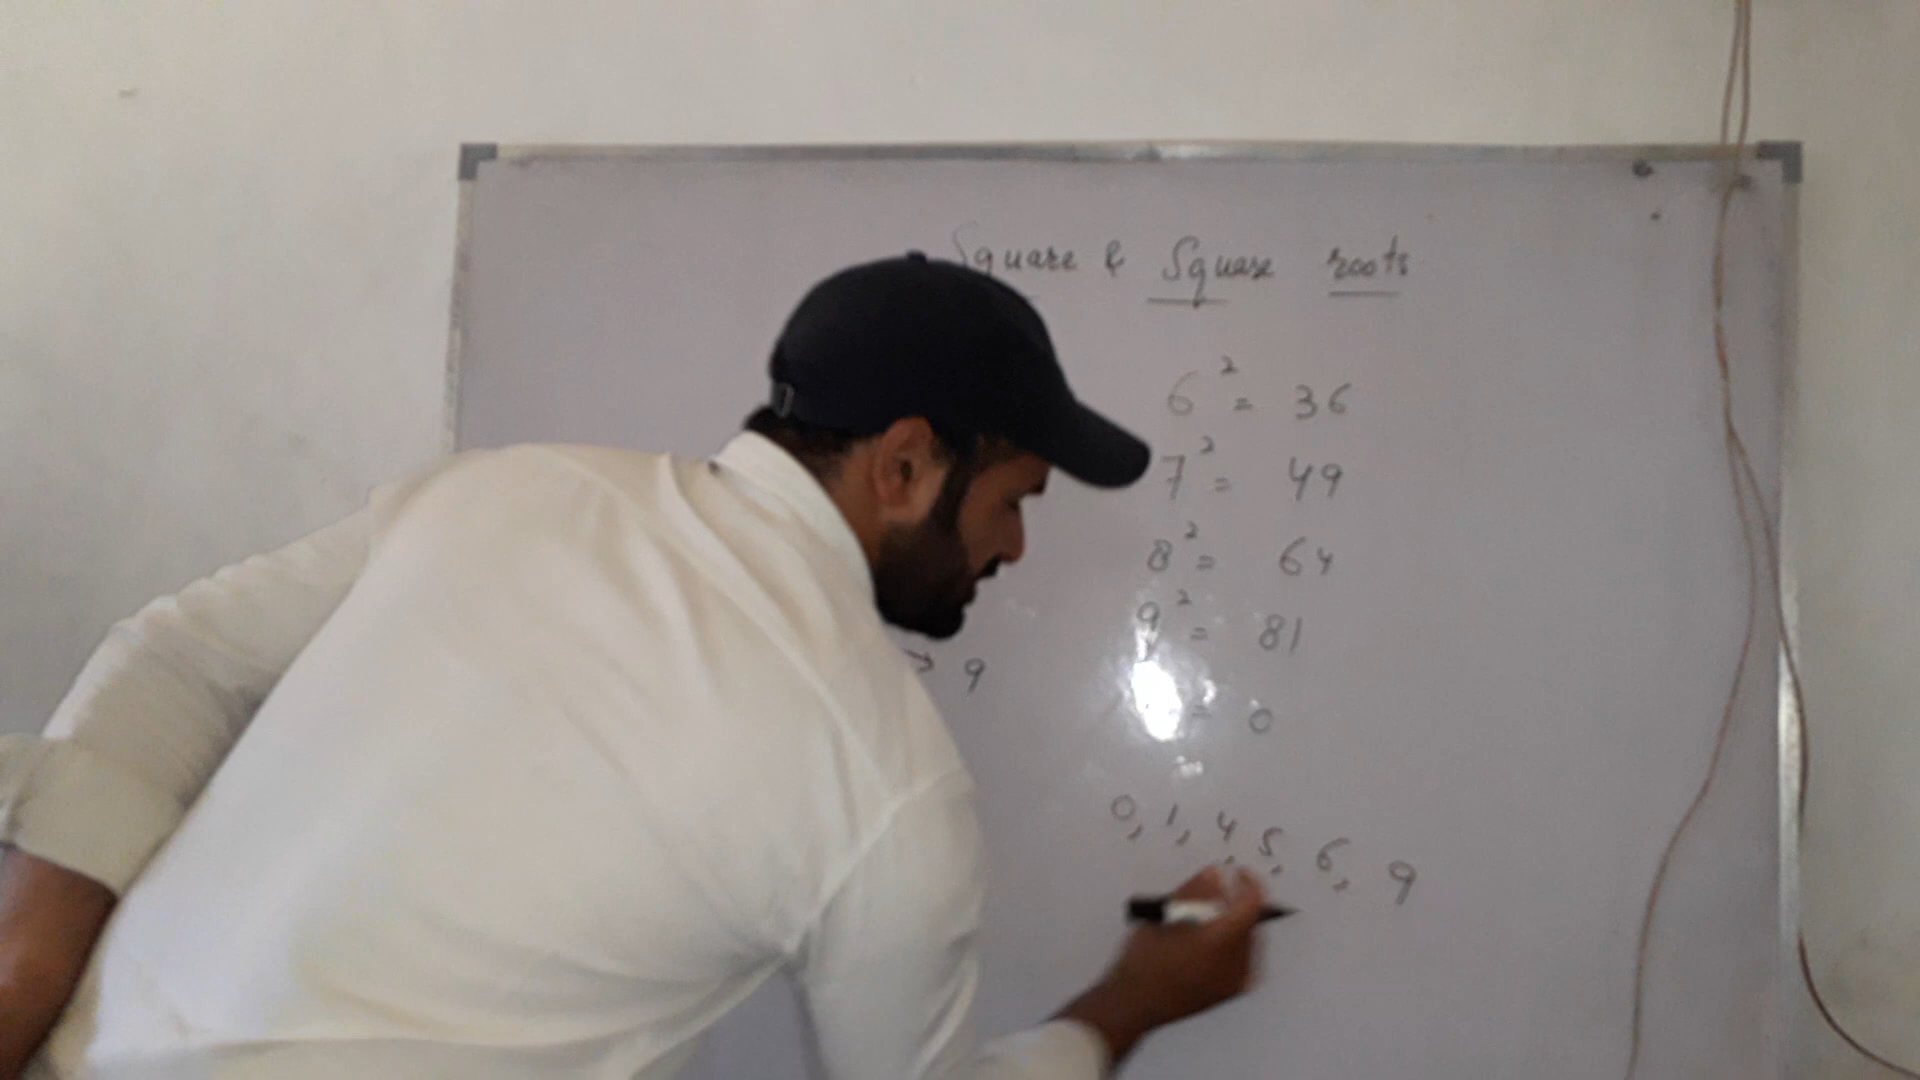 Square & Square roots
6² = 36
7² = 49
8² = 64
9² = 81
→ 9
= 0
0, 1, 4, 5, 6, 9